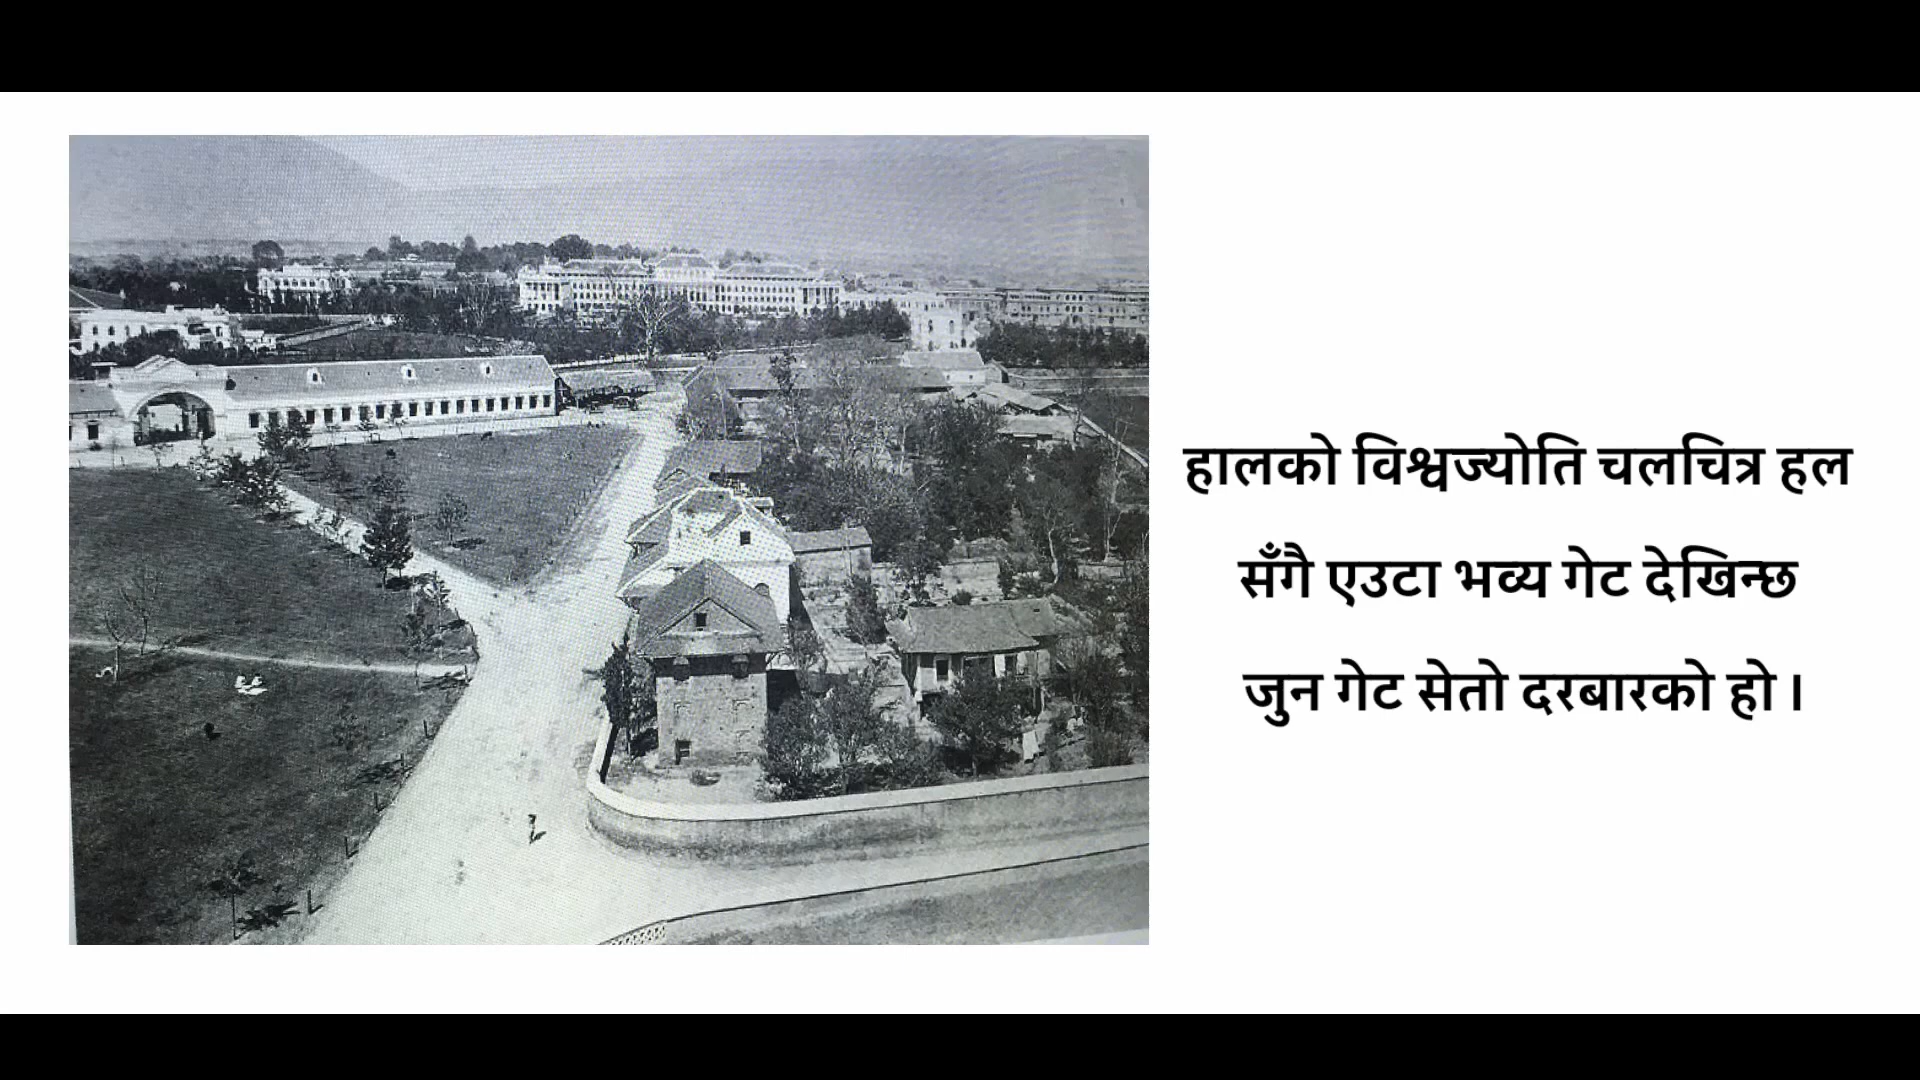 हालको विश्वज्योति चलचित्र हल
सँगै एउटा भव्य गेट देखिन्छ
जुन गेट सेतो दरबारको हो ।